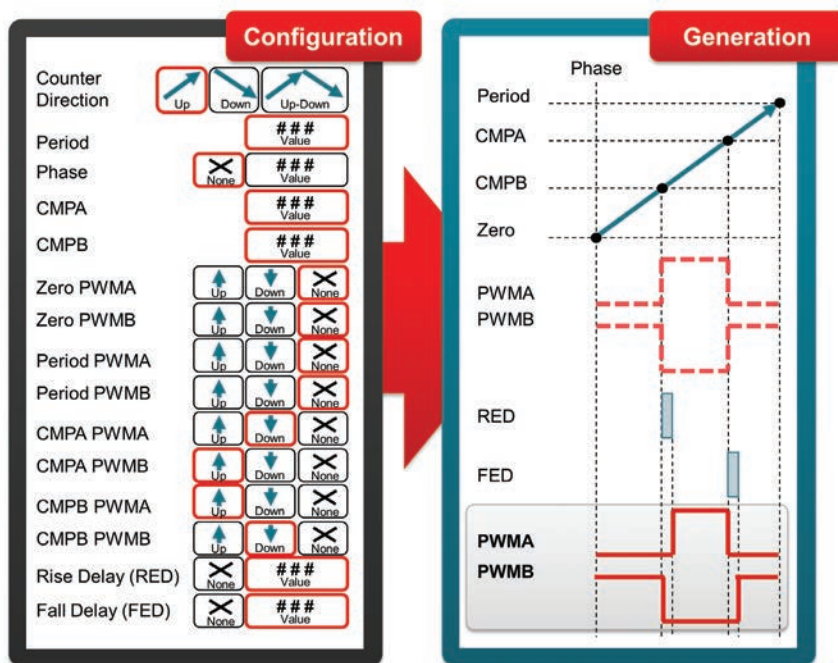 Configuration
Counter
Direction
Up Down Up-Down
Period ### Value
Phase None ### Value
CMPA ### Value
CMPB ### Value
Zero PWMA Up Down None
Zero PWMB Up Down None
Period PWMA Up Down None
Period PWMB Up Down None
CMPA PWMA Up Down None
CMPA PWMB Up Down None
CMPB PWMA Up Down None
CMPB PWMB Up Down None
Rise Delay (RED) None ### Value
Fall Delay (FED) None ### Value
Generation
Phase
Period
CMPA
CMPB
Zero
PWMA
PWMB
RED
FED
PWMA
PWMB